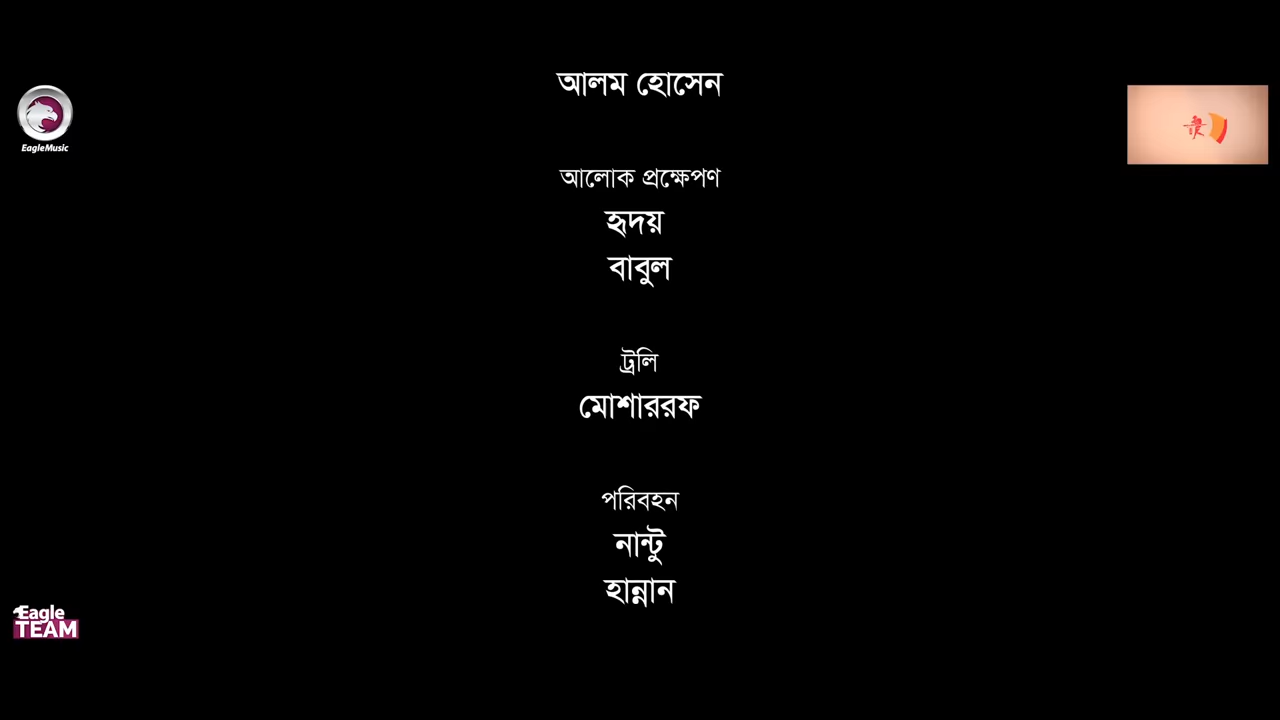 আলম হোসেন
EagleMusic
আলোক প্রক্ষেপণ
হৃদয়
বাবুল
ট্রলি
মোশাররফ
পরিবহন
নান্টু
হান্নান
Eagle
TEAM